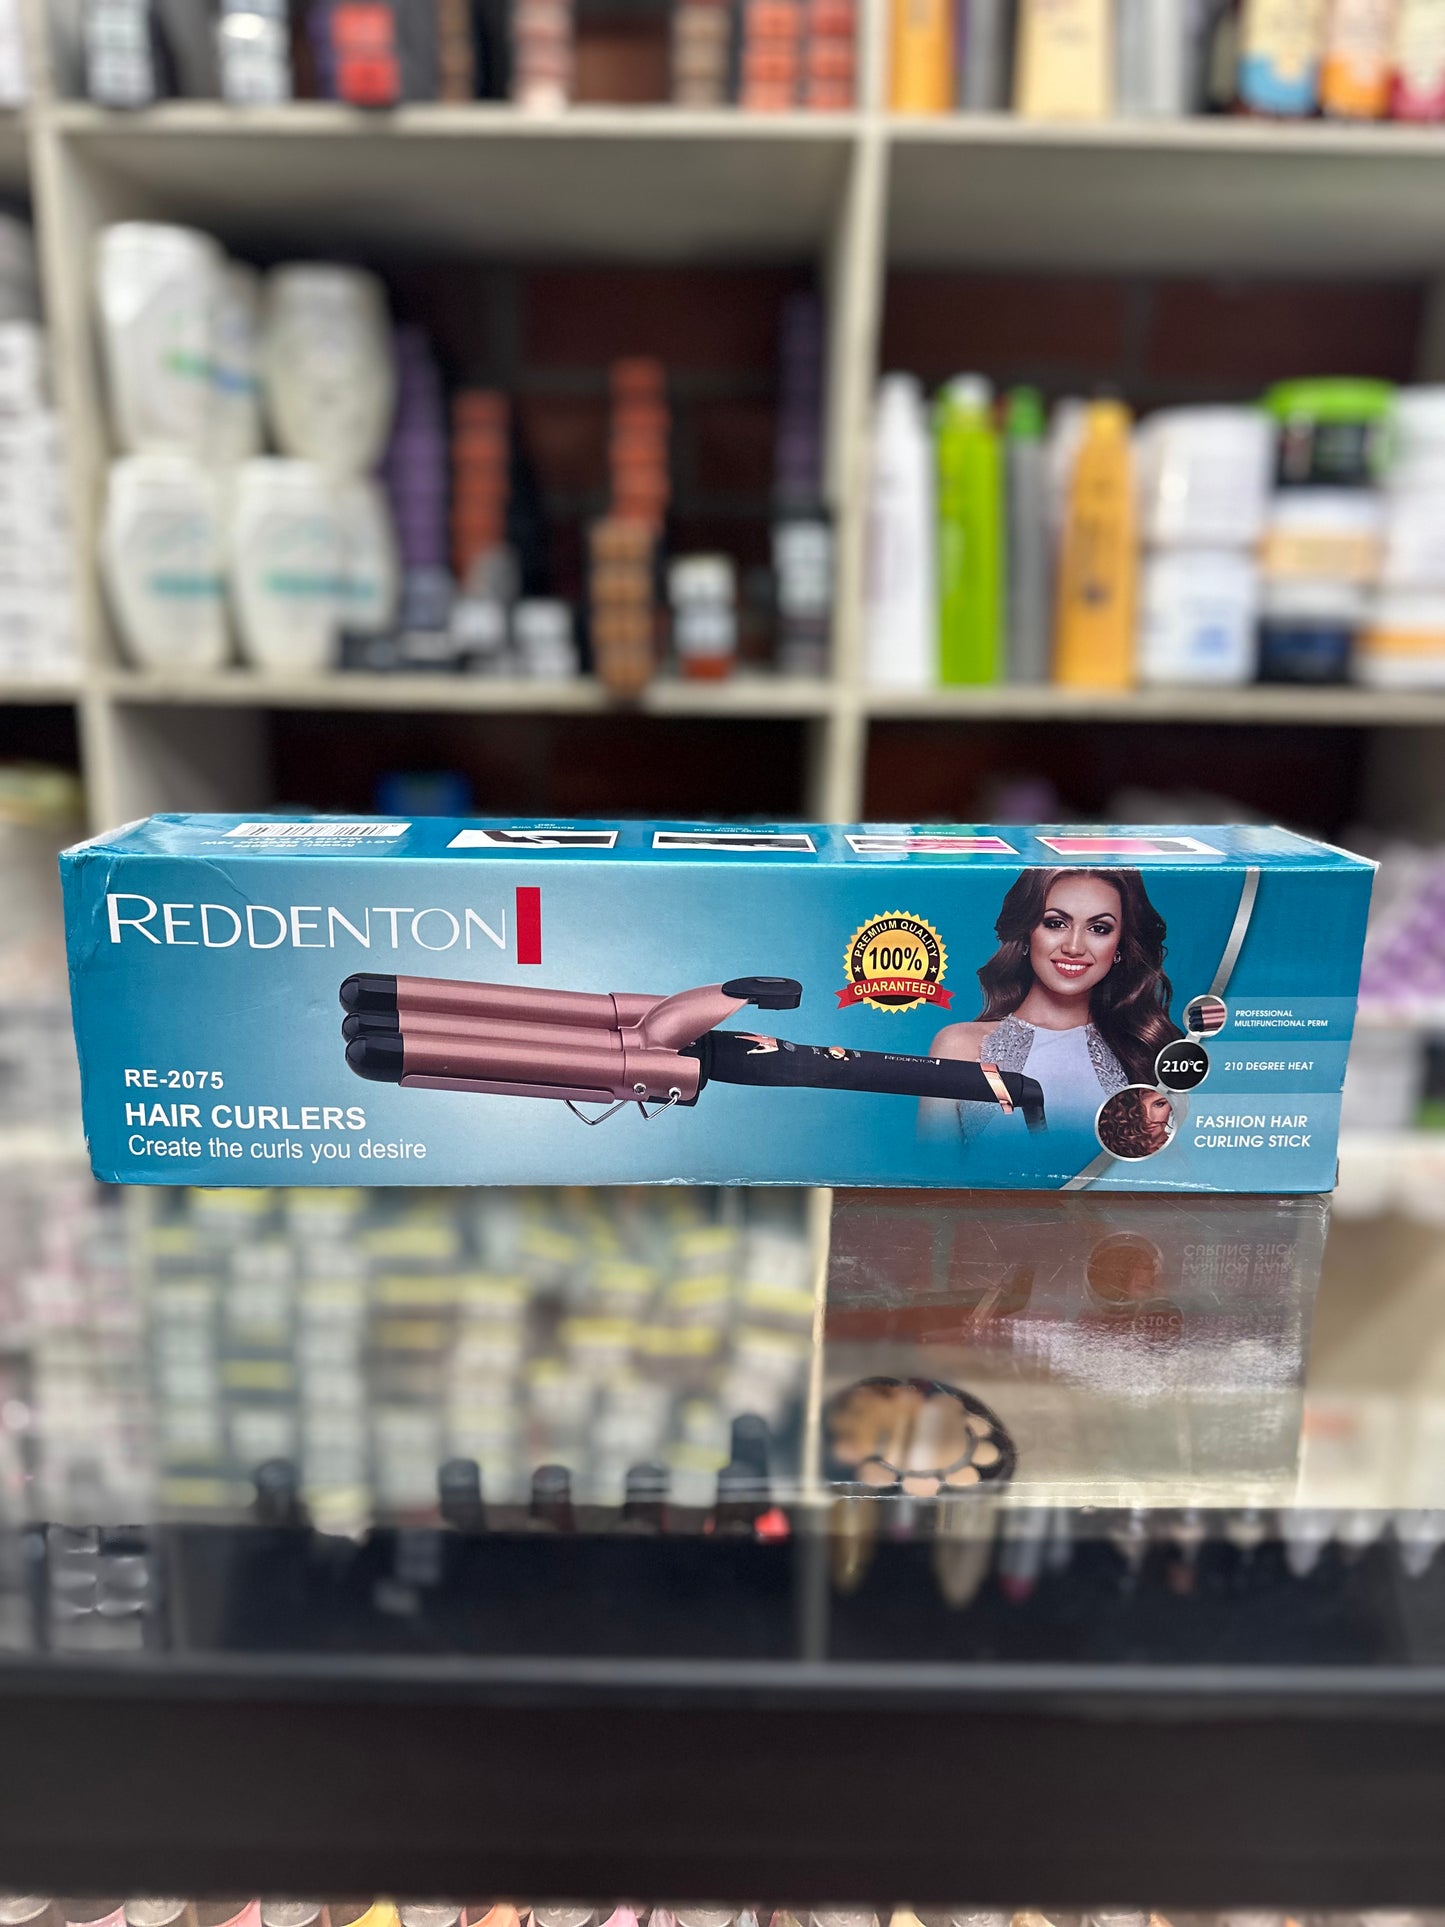 REDDENTON
PREMIUM QUALITY
100%
GUARANTEED
REDDENTON
PROFESSIONAL
MULTIFUNCTIONAL PERM
210℃
210 DEGREE HEAT
FASHION HAIR
CURLING STICK
RE-2075
HAIR CURLERS
Create the curls you desire